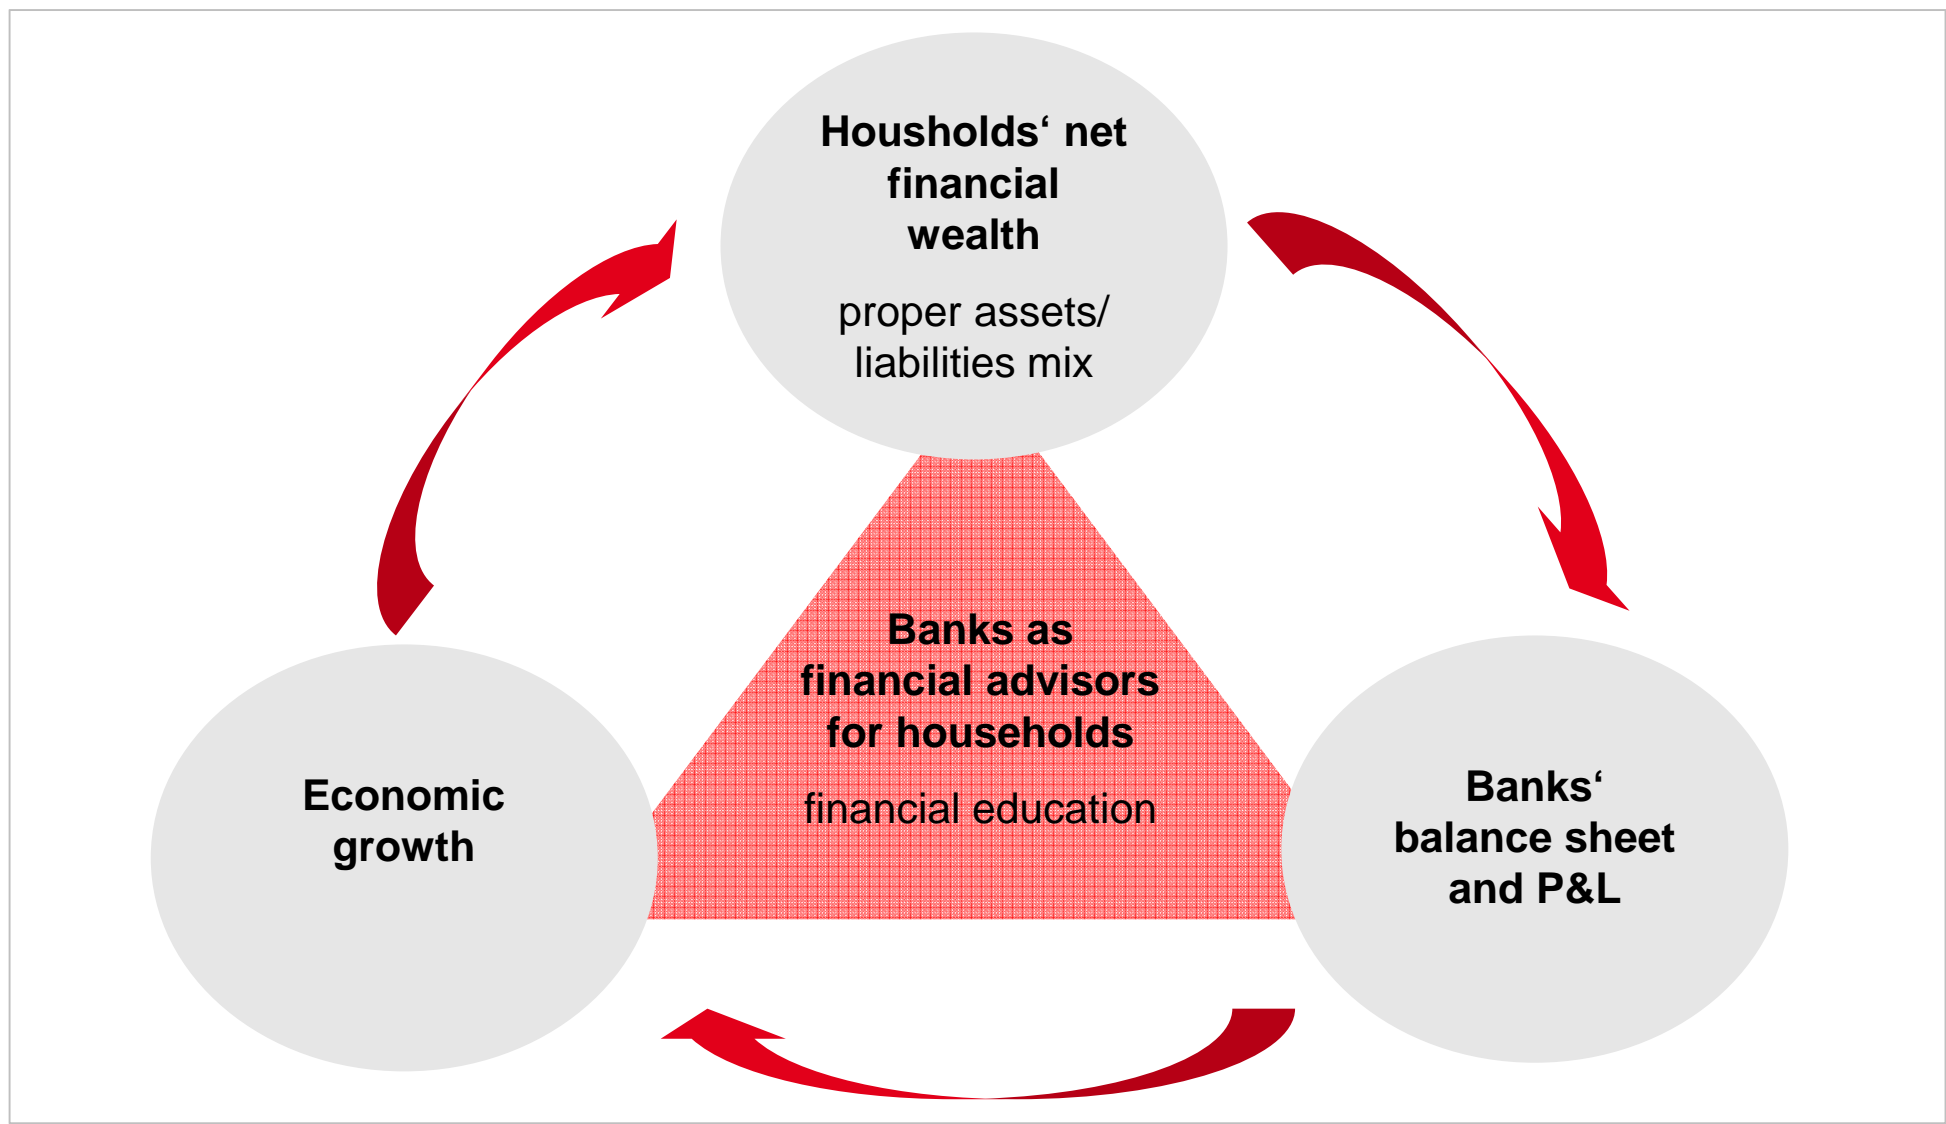 Housholds‘ net
financial
wealth
proper assets/
liabilities mix
Banks as
financial advisors
for households
financial education
Economic
growth
Banks‘
balance sheet
and P&L